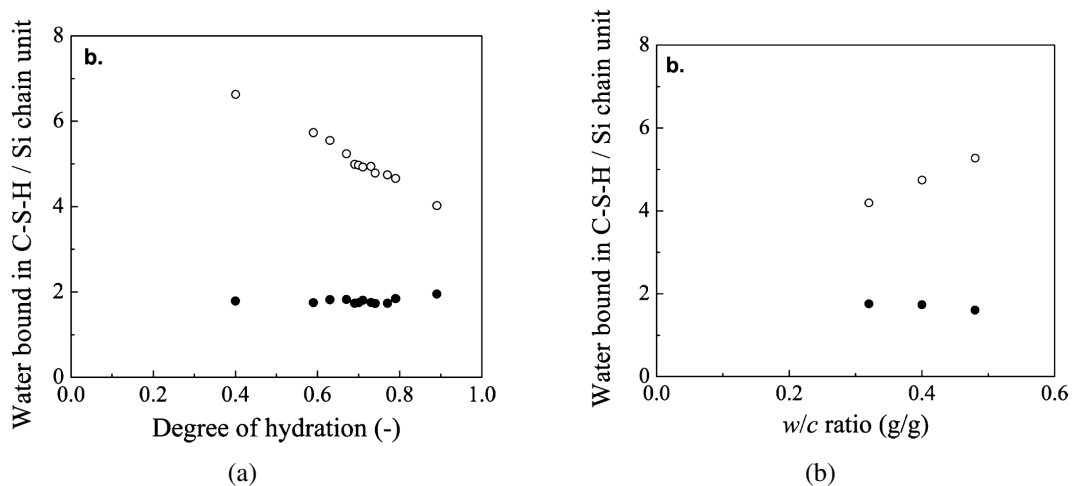 Water bound in C-S-H / Si chain unit
b.
8
6
4
2
0
0.0 0.2 0.4 0.6 0.8 1.0
Degree of hydration (-)
(a)
Water bound in C-S-H / Si chain unit
b.
8
6
4
2
0
0.0 0.2 0.4 0.6
w/c ratio (g/g)
(b)